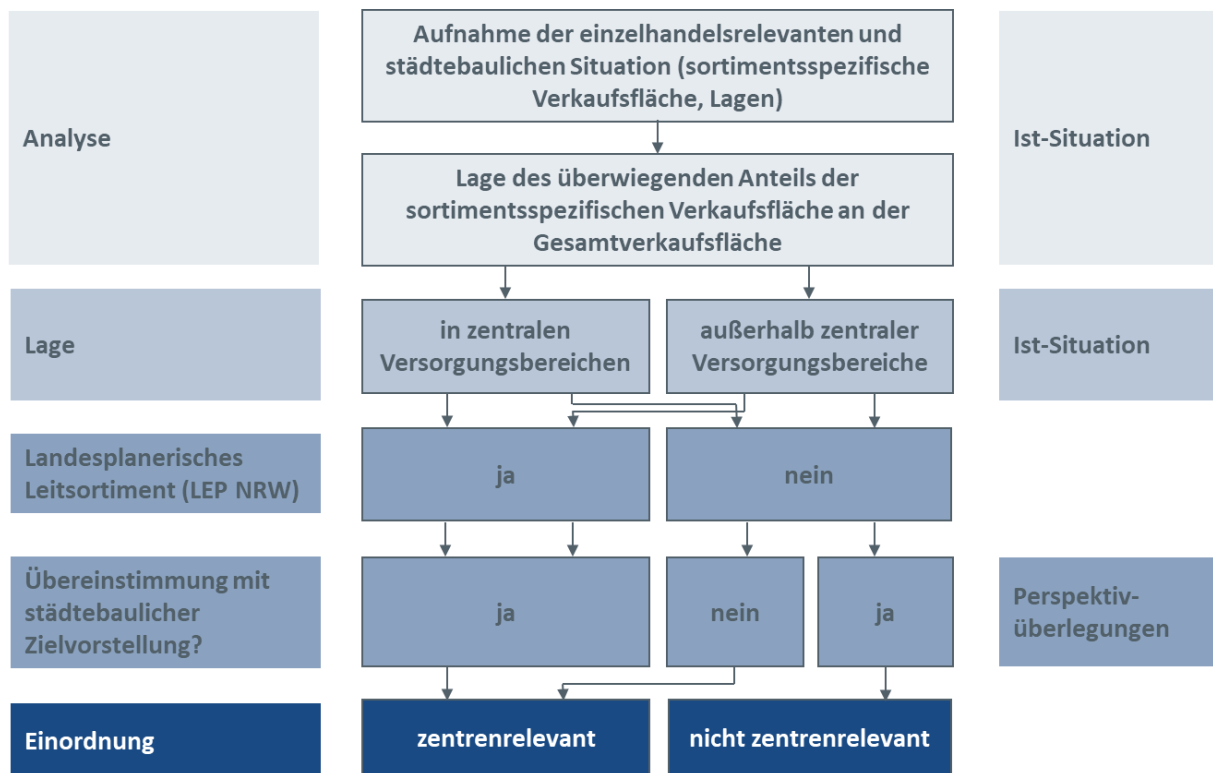 Aufnahme der einzelhandelsrelevanten und
städtebaulichen Situation (sortimentsspezifische
Verkaufsfläche, Lagen)
Analyse
Ist-Situation
Lage des überwiegenden Anteils der
sortimentsspezifischen Verkaufsfläche an der
Gesamtverkaufsfläche
Lage
in zentralen
Versorgungsbereichen
außerhalb zentraler
Versorgungsbereiche
Ist-Situation
Landesplanerisches
Leitsortiment (LEP NRW)
ja
nein
Übereinstimmung mit
städtebaulicher
Zielvorstellung?
ja
nein
ja
Perspektiv-
überlegungen
Einordnung
zentrenrelevant
nicht zentrenrelevant